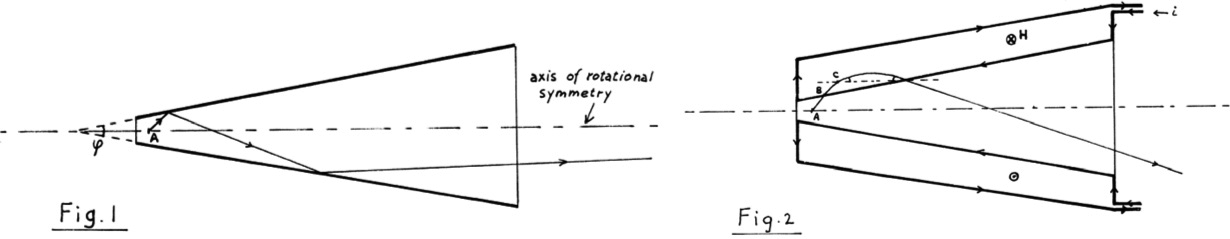 axis of rotational
symmetry
A
φ
Fig.1
H
i
B
C
A
Fig.2